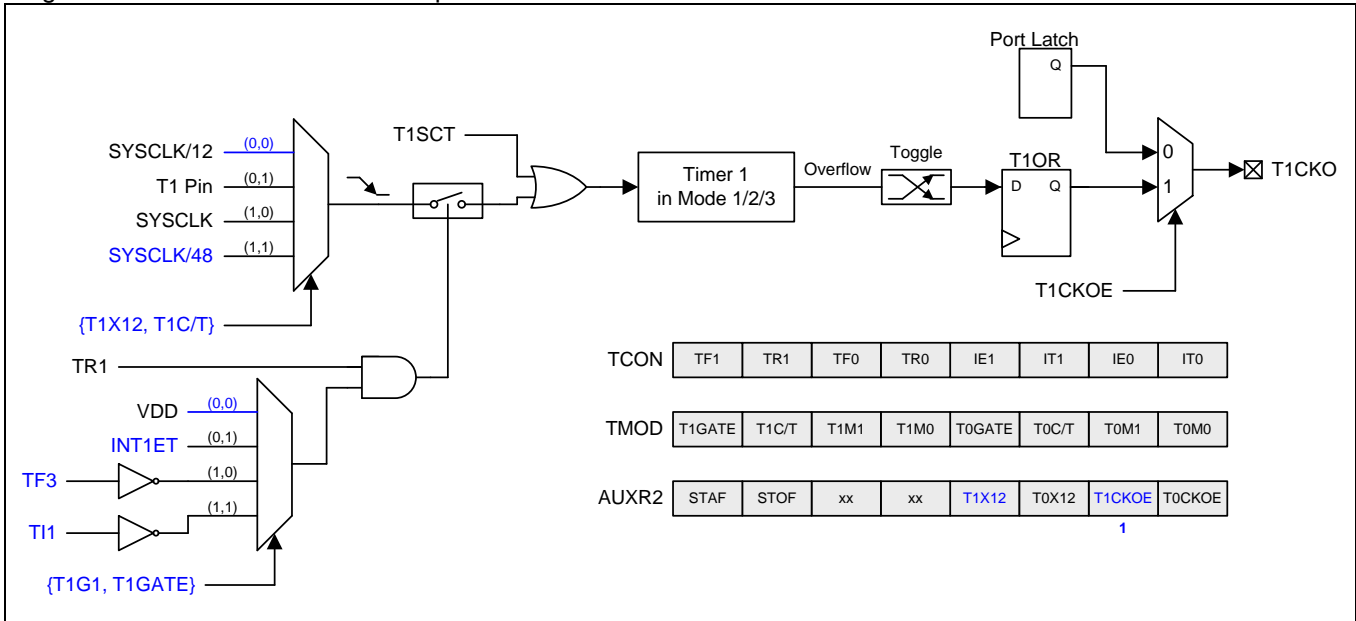 Port Latch
Q
T1SCT
SYSCLK/12 (0,0)
T1 Pin (0,1)
SYSCLK (1,0)
SYSCLK/48 (1,1)
Timer 1
in Mode 1/2/3
Overflow
Toggle
T1OR
D Q
0
1
T1CKO
T1CKOE
{T1X12, T1C/T}
TR1
VDD (0,0)
INT1ET (0,1)
TF3 (1,0)
TI1 (1,1)
{T1G1, T1GATE}
TCON TF1 TR1 TF0 TR0 IE1 IT1 IE0 IT0
TMOD T1GATE T1C/T T1M1 T1M0 T0GATE T0C/T T0M1 T0M0
AUXR2 STAF STOF xx xx T1X12 T0X12 T1CKOE T0CKOE
1